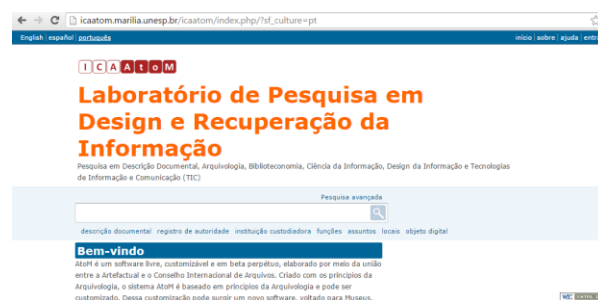 icaatom.marilia.unesp.br/icaatom/index.php/?sf_culture=pt
English español português
início sobre ajuda entra
ICAAtoM
Laboratório de Pesquisa em
Design e Recuperação da
Informação
Pesquisa em Descrição Documental, Arquivologia, Biblioteconomia, Ciência da Informação, Design da Informação e Tecnologias
de Informação e Comunicação (TIC)
Pesquisa avançada
descrição documental registro de autoridade instituição custodiadora funções assuntos locais objeto digital
Bem-vindo
AtoM é um software livre, customizável e em beta perpétuo, elaborado por meio da união
entre a Artefactual e o Conselho Internacional de Arquivos. Criado com os princípios da
Arquivologia, o sistema AtoM é baseado em princípios da Arquivologia e pode ser
customizado. Dessa customização pode surgir um novo software, voltado para Museus,
W3C